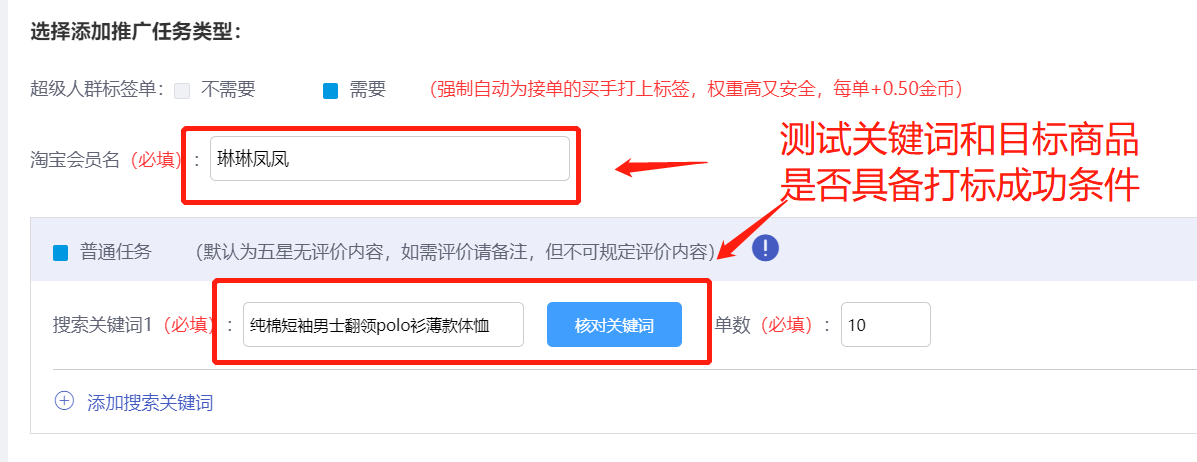 选择添加推广任务类型：
超级人群标签单： 不需要 需要 （强制自动为接单的买手打上标签，权重高又安全，每单+0.50金币）
测试关键词和目标商品
是否具备打标成功条件
淘宝会员名（必填）： 琳琳凤凤
普通任务 （默认为五星无评价内容，如需评价请备注，但不可规定评价内容）
搜索关键词1（必填）： 纯棉短袖男士翻领polo衫薄款体恤 核对关键词 单数（必填）： 10
添加搜索关键词